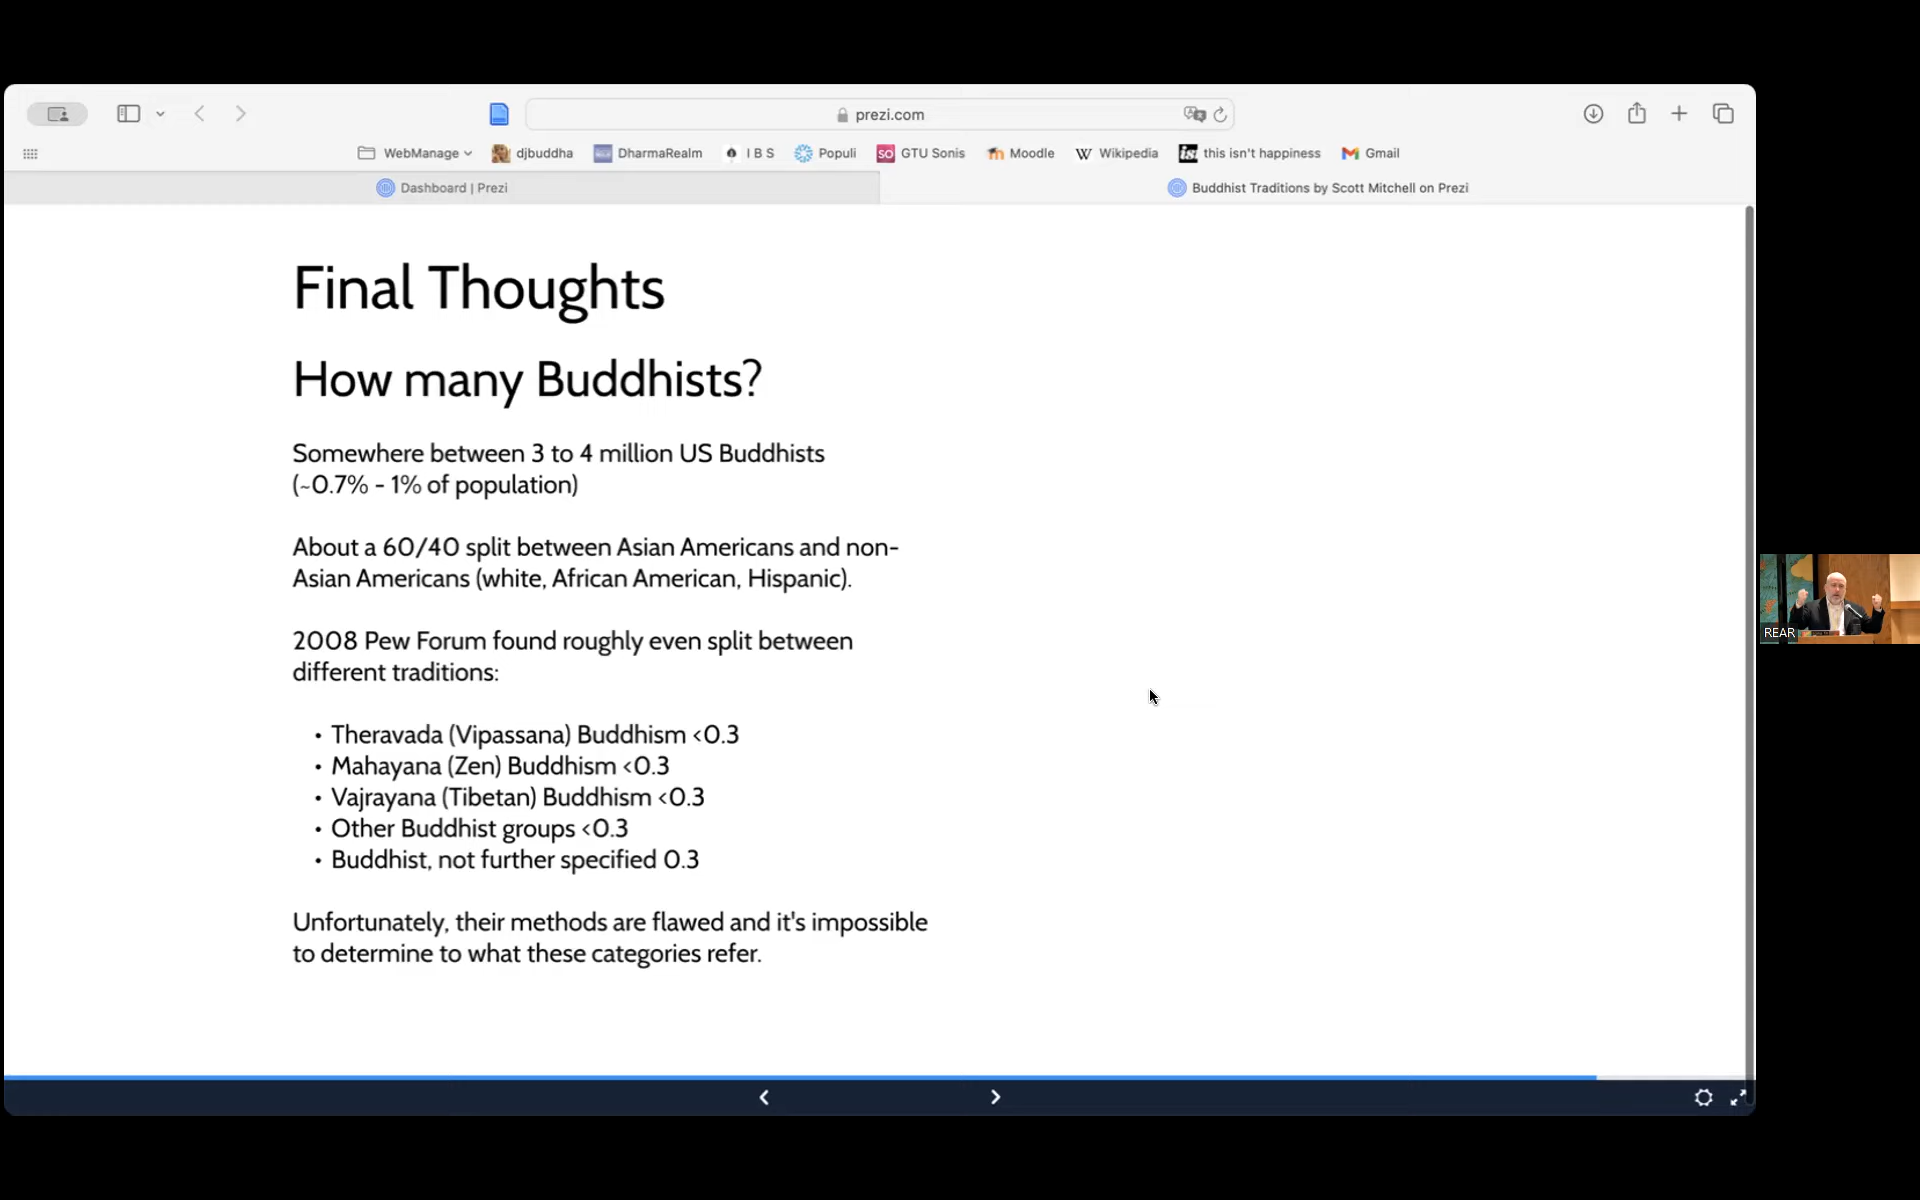 prezi.com
WebManage
djbuddha
DharmaRealm
I B S
Populi
SO GTU Sonis
Moodle
W Wikipedia
is! this isn't happiness
Gmail
Dashboard | Prezi
Buddhist Traditions by Scott Mitchell on Prezi
Final Thoughts
How many Buddhists?
Somewhere between 3 to 4 million US Buddhists
(~0.7% - 1% of population)
About a 60/40 split between Asian Americans and non-
Asian Americans (white, African American, Hispanic).
2008 Pew Forum found roughly even split between
different traditions:
• Theravada (Vipassana) Buddhism <0.3
• Mahayana (Zen) Buddhism <0.3
• Vajrayana (Tibetan) Buddhism <0.3
• Other Buddhist groups <0.3
• Buddhist, not further specified 0.3
Unfortunately, their methods are flawed and it's impossible
to determine to what these categories refer.
REAR